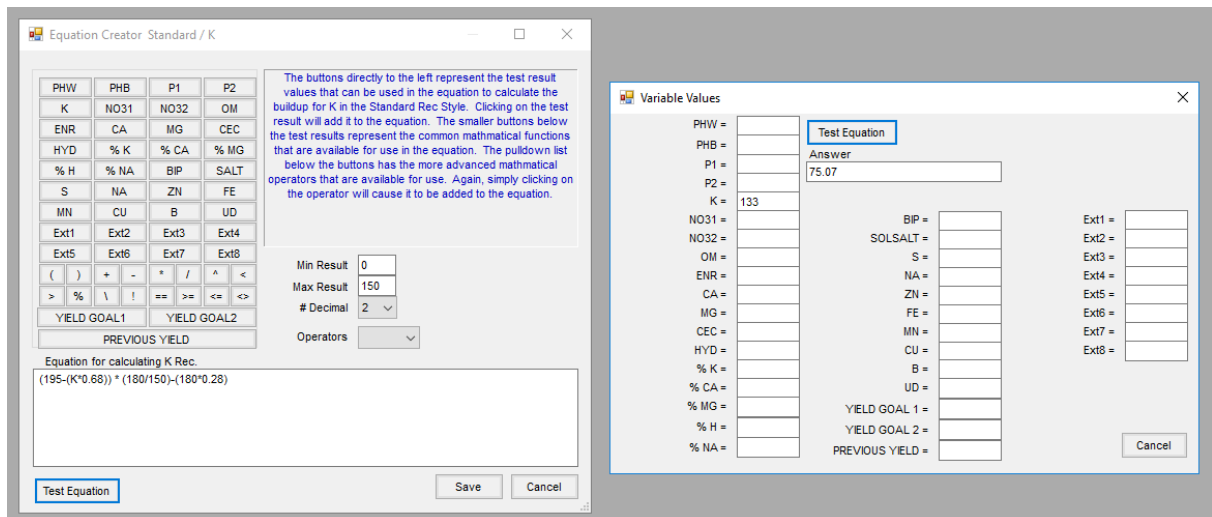 Equation Creator Standard / K
PHW PHB P1 P2
K NO31 NO32 OM
ENR CA MG CEC
HYD % K % CA % MG
% H % NA BIP SALT
S NA ZN FE
MN CU B UD
Ext1 Ext2 Ext3 Ext4
Ext5 Ext6 Ext7 Ext8
( ) + - * / ^ <
> % \ ! == >= <= <>
YIELD GOAL1 YIELD GOAL2
PREVIOUS YIELD
The buttons directly to the left represent the test result
values that can be used in the equation to calculate the
buildup for K in the Standard Rec Style. Clicking on the test
result will add it to the equation. The smaller buttons below
the test results represent the common mathmatical functions
that are available for use in the equation. The pulldown list
below the buttons has the more advanced mathmatical
operators that are available for use. Again, simply clicking on
the operator will cause it to be added to the equation.
Min Result 0
Max Result 150
# Decimal 2
Operators
Equation for calculating K Rec.
(195-(K*0.68)) * (180/150)-(180*0.28)
Test Equation Save Cancel
Variable Values
PHW =
PHB =
P1 =
P2 =
K = 133
NO31 =
NO32 =
OM =
ENR =
CA =
MG =
CEC =
HYD =
% K =
% CA =
% MG =
% H =
% NA =
Test Equation
Answer
75.07
BIP =
SOLSALT =
S =
NA =
ZN =
FE =
MN =
CU =
B =
UD =
YIELD GOAL 1 =
YIELD GOAL 2 =
PREVIOUS YIELD =
Ext1 =
Ext2 =
Ext3 =
Ext4 =
Ext5 =
Ext6 =
Ext7 =
Ext8 =
Cancel